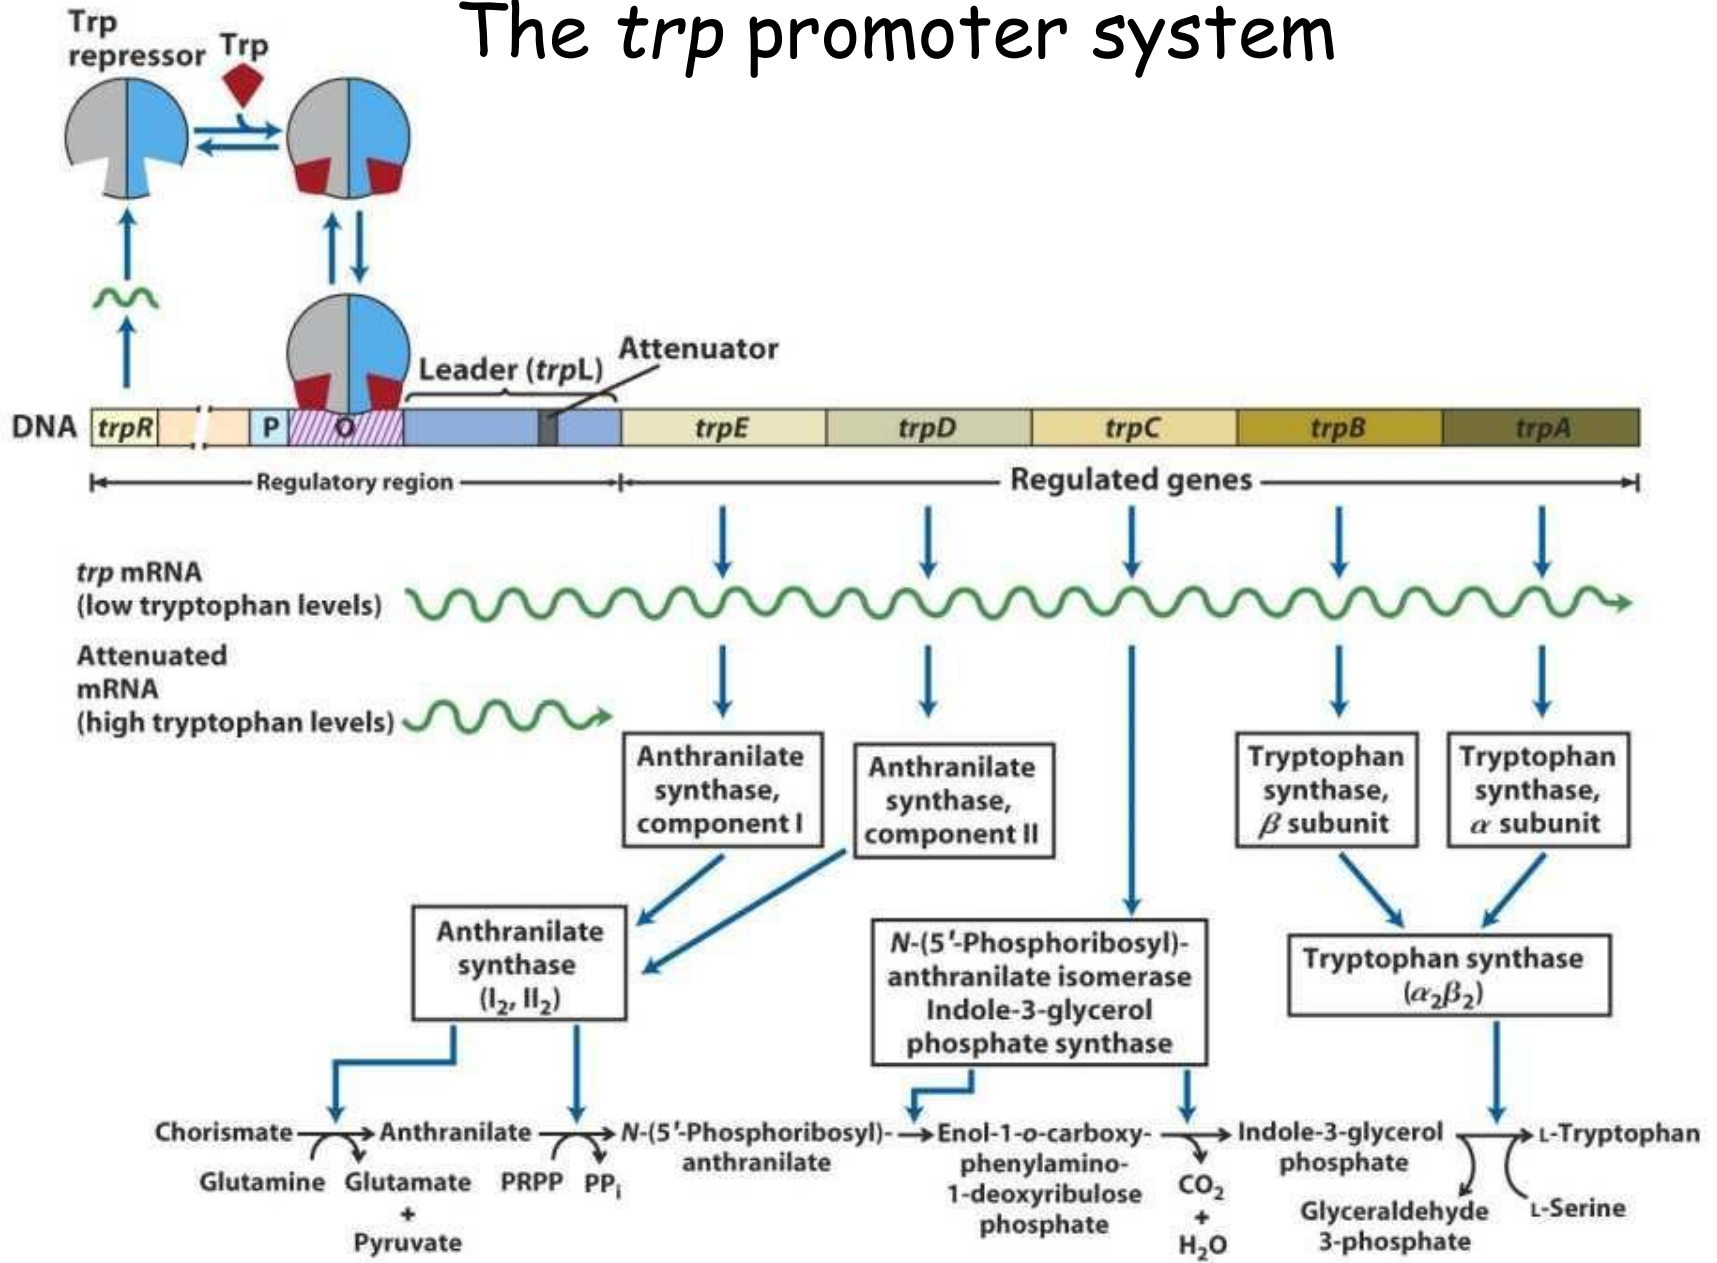 The trp promoter system
Trp
repressor
Trp
Leader (trpL)
Attenuator
DNA
trpR
P
O
trpE
trpD
trpC
trpB
trpA
Regulatory region
Regulated genes
trp mRNA
(low tryptophan levels)
Attenuated
mRNA
(high tryptophan levels)
Anthranilate
synthase,
component I
Anthranilate
synthase,
component II
Tryptophan
synthase,
β subunit
Tryptophan
synthase,
α subunit
Anthranilate
synthase
(I₂, II₂)
N-(5′-Phosphoribosyl)-
anthranilate isomerase
Indole-3-glycerol
phosphate synthase
Tryptophan synthase
(α₂β₂)
Chorismate
Glutamine
Glutamate
+
Pyruvate
Anthranilate
PRPP
PPᵢ
N-(5′-Phosphoribosyl)-
anthranilate
Enol-1-o-carboxy-
phenylamino-
1-deoxyribulose
phosphate
CO₂
+
H₂O
Indole-3-glycerol
phosphate
Glyceraldehyde
3-phosphate
L-Serine
L-Tryptophan